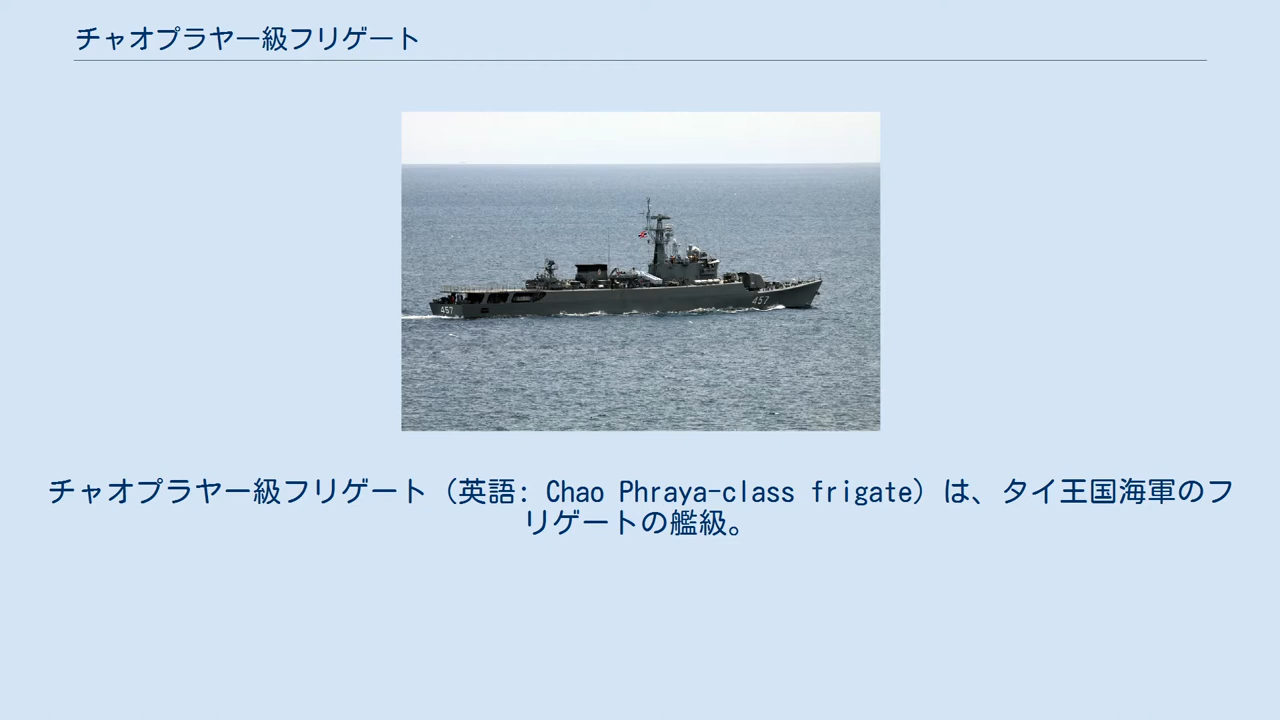 チャオプラヤー級フリゲート
457
457
チャオプラヤー級フリゲート（英語: Chao Phraya-class frigate）は、タイ王国海軍のフ
リゲートの艦級。